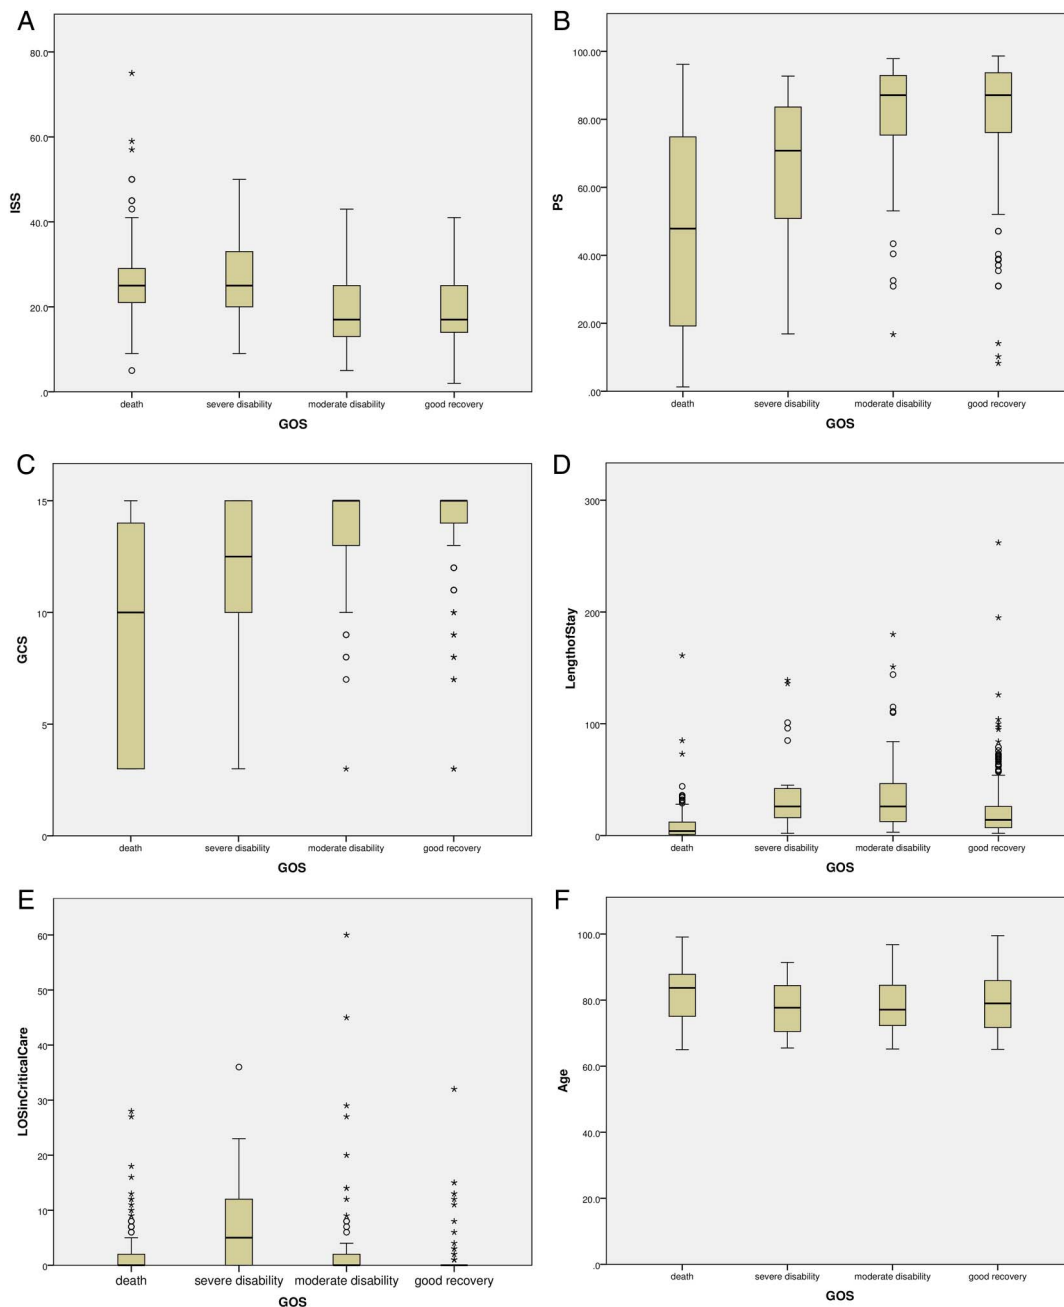 A
ISS
80.0
60.0
40.0
20.0
.0
death severe disability moderate disability good recovery
GOS
B
PS
100.00
80.00
60.00
40.00
20.00
.00
death severe disability moderate disability good recovery
GOS
C
GCS
15
10
5
0
death severe disability moderate disability good recovery
GOS
D
LengthofStay
300
200
100
0
death severe disability moderate disability good recovery
GOS
E
LOSinCriticalCare
60
50
40
30
20
10
0
death severe disability moderate disability good recovery
GOS
F
Age
100.0
80.0
60.0
40.0
20.0
.0
death severe disability moderate disability good recovery
GOS